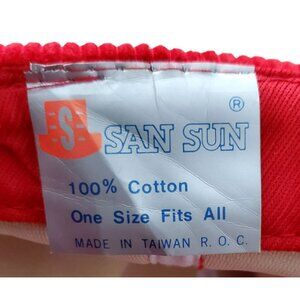 S SAN SUN ®
100% Cotton
One Size Fits All
MADE IN TAIWAN R. O. C.